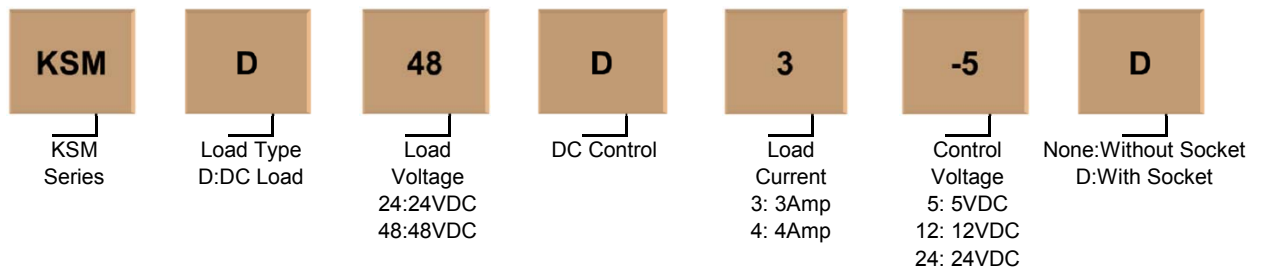 KSM D 48 D 3 -5 D
KSM
Series
Load Type
D:DC Load
Load
Voltage
24:24VDC
48:48VDC
DC Control
Load
Current
3: 3Amp
4: 4Amp
Control
Voltage
5: 5VDC
12: 12VDC
24: 24VDC
None:Without Socket
D:With Socket